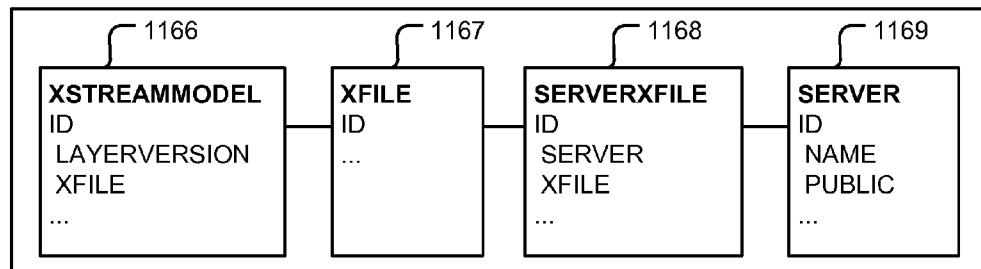 1166
1167
1168
1169
XSTREAMMODEL
ID
LAYERVERSION
XFILE
...
XFILE
ID
...
SERVERXFILE
ID
SERVER
XFILE
...
SERVER
ID
NAME
PUBLIC
...